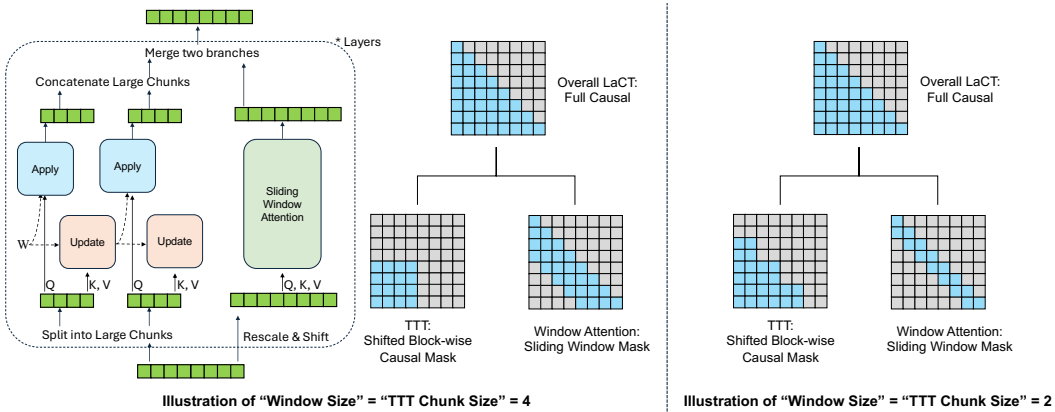 Merge two branches
* Layers
Concatenate Large Chunks
Apply
Apply
Sliding
Window
Attention
W
Update
Update
Q
K, V
Q
K, V
Q, K, V
Split into Large Chunks
Rescale & Shift
Overall LaCT:
Full Causal
TTT:
Shifted Block-wise
Causal Mask
Window Attention:
Sliding Window Mask
Illustration of “Window Size” = “TTT Chunk Size” = 4
Overall LaCT:
Full Causal
TTT:
Shifted Block-wise
Causal Mask
Window Attention:
Sliding Window Mask
Illustration of “Window Size” = “TTT Chunk Size” = 2